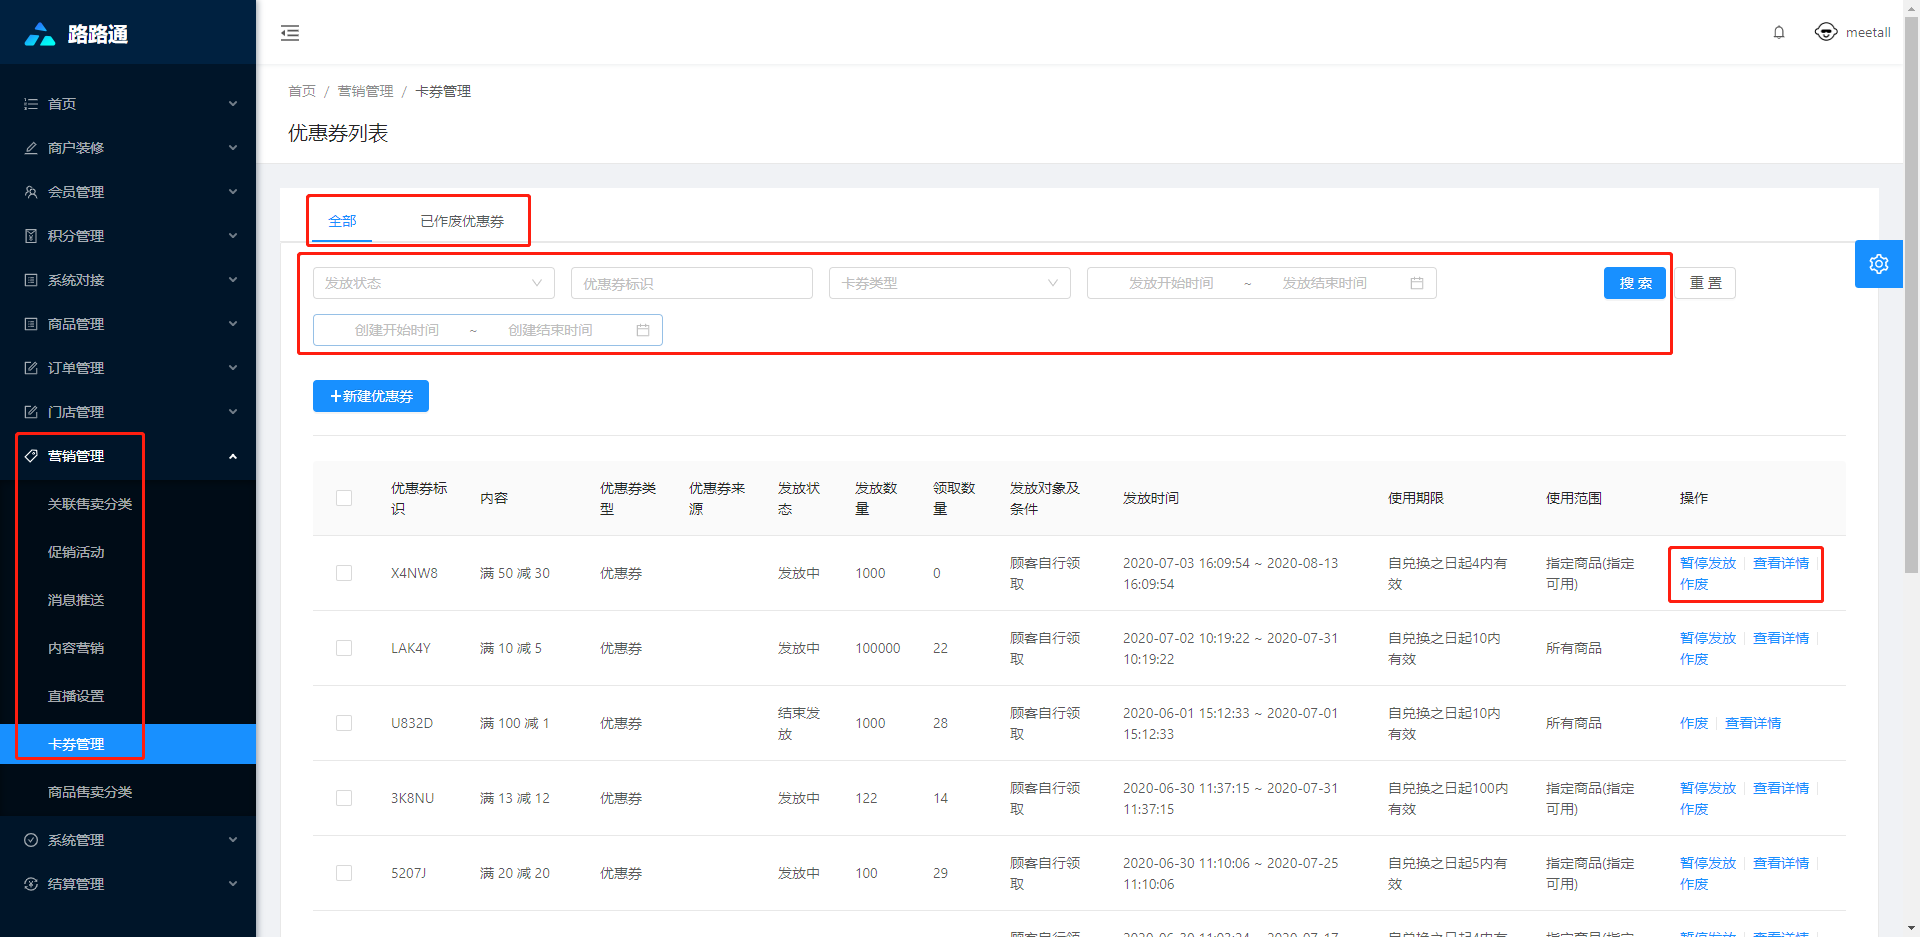 路路通
meetall
首页
商户装修
会员管理
积分管理
系统对接
商品管理
订单管理
门店管理
营销管理
关联售卖分类
促销活动
消息推送
内容营销
直播设置
卡券管理
商品售卖分类
系统管理
结算管理
首页 / 营销管理 / 卡券管理
优惠券列表
全部 已作废优惠券
发放状态 优惠券标识 卡券类型 发放开始时间 ~ 发放结束时间 搜 索 重 置
创建开始时间 ~ 创建结束时间
+新建优惠券
优惠券标 优惠券类 优惠券来 发放状 发放数 领取数 发放对象及
内容 发放时间 使用期限 使用范围 操作
识 型 源 态 量 量 条件
顾客自行领 2020-07-03 16:09:54 ~ 2020-08-13 自兑换之日起4内有 指定商品(指定 暂停发放 查看详情
X4NW8 满 50 减 30 优惠券 发放中 1000 0
取 16:09:54 效 可用) 作废
顾客自行领 2020-07-02 10:19:22 ~ 2020-07-31 自兑换之日起10内 暂停发放 查看详情
LAK4Y 满 10 减 5 优惠券 发放中 100000 22 所有商品
取 10:19:22 有效 作废
结束发 顾客自行领 2020-06-01 15:12:33 ~ 2020-07-01 自兑换之日起10内
U832D 满 100 减 1 优惠券 1000 28 所有商品 作废 查看详情
放 取 15:12:33 有效
顾客自行领 2020-06-30 11:37:15 ~ 2020-07-31 自兑换之日起100内 指定商品(指定 暂停发放 查看详情
3K8NU 满 13 减 12 优惠券 发放中 122 14
取 11:37:15 有效 可用) 作废
顾客自行领 2020-06-30 11:10:06 ~ 2020-07-25 自兑换之日起5内有 指定商品(指定 暂停发放 查看详情
5207J 满 20 减 20 优惠券 发放中 100 29
取 11:10:06 效 可用) 作废
顾客自行领 2020-06-30 11:03:24 ~ 2020-07-17 自兑换之日起4内有 指定商品(指定 暂停发放 查看详情